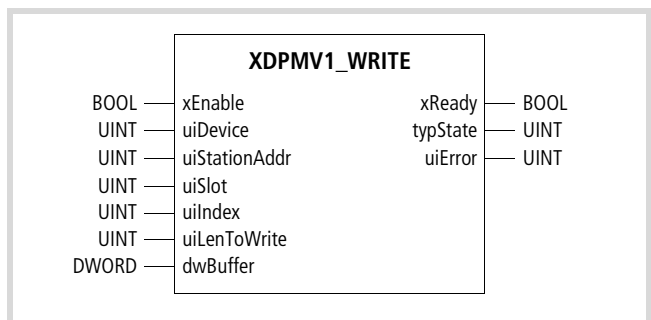 XDPMV1_WRITE
BOOL xEnable xReady BOOL
UINT uiDevice typState UINT
UINT uiStationAddr uiError UINT
UINT uiSlot
UINT uiIndex
UINT uiLenToWrite
DWORD dwBuffer